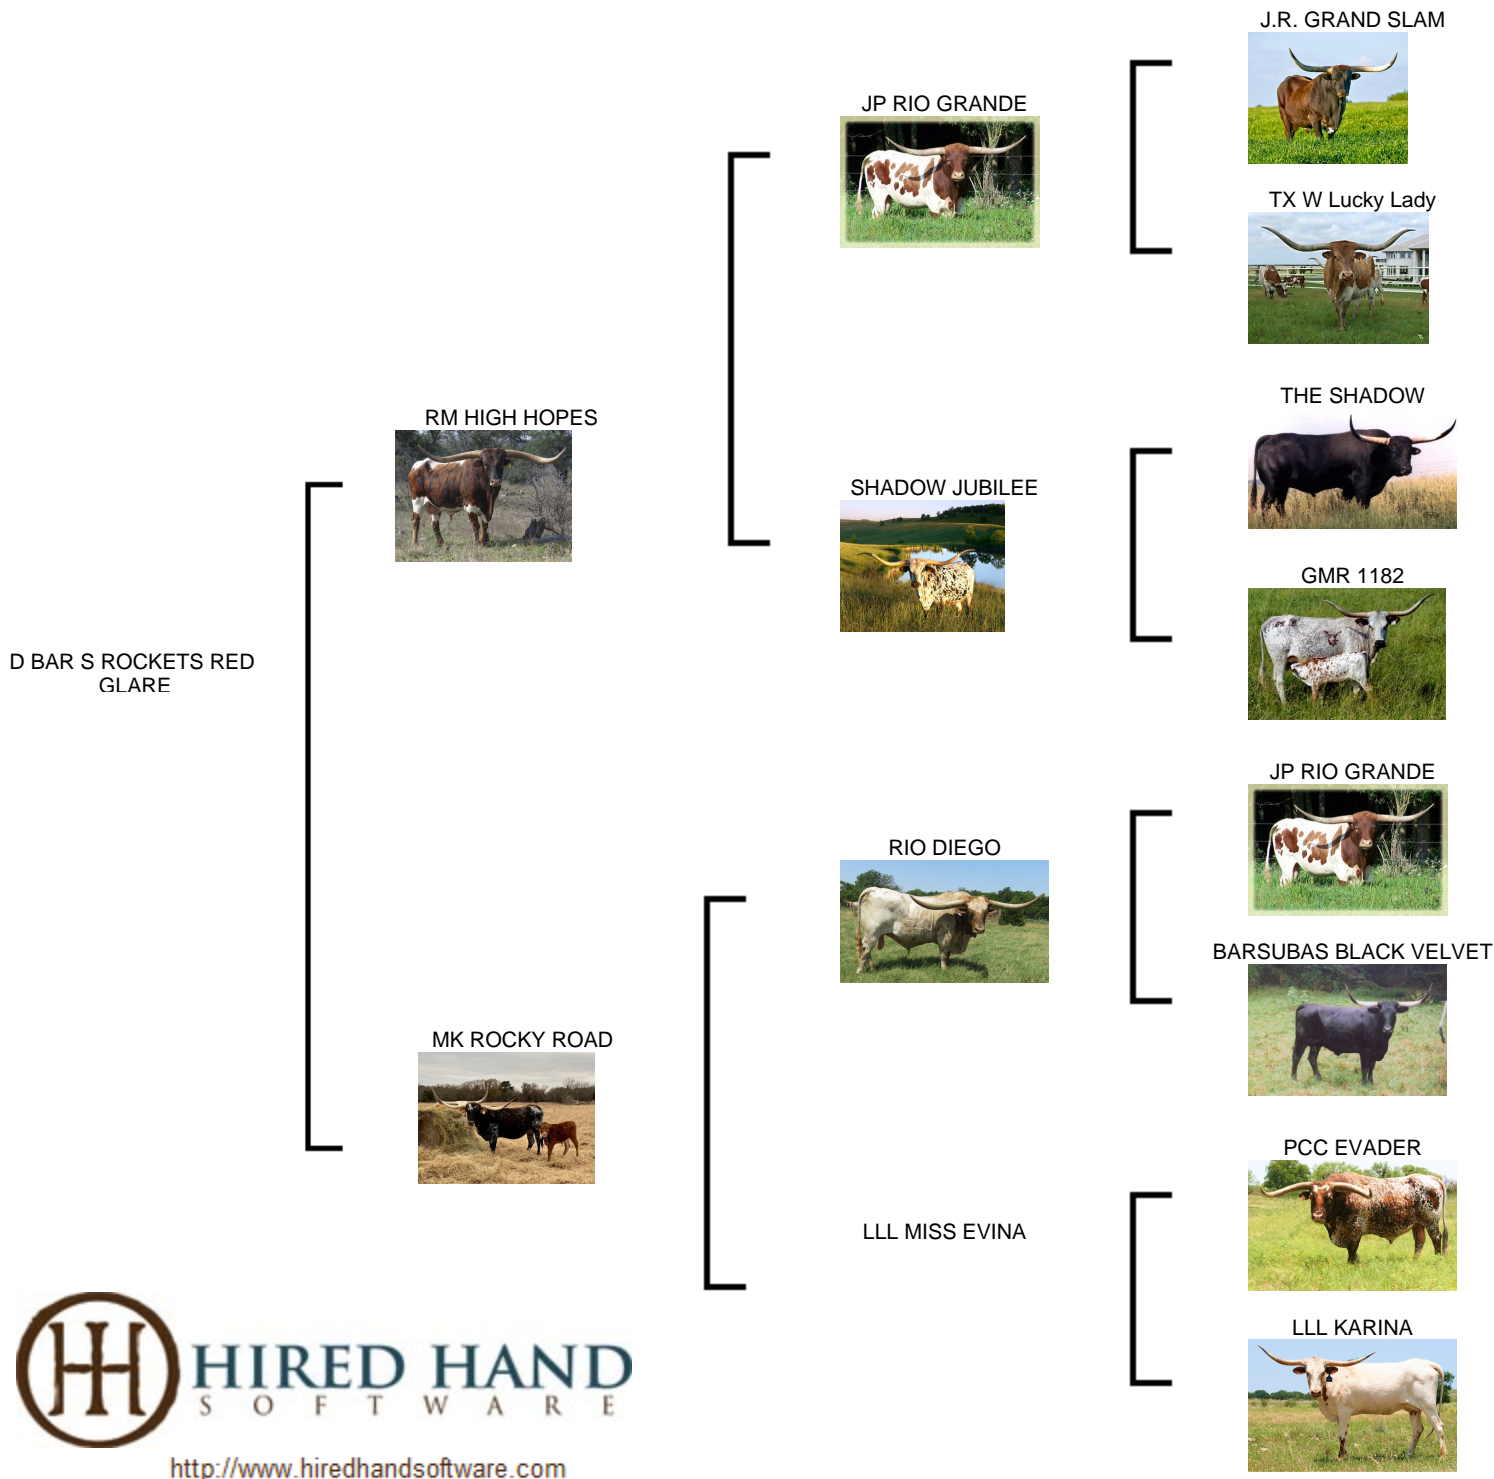 J.R. GRAND SLAM
JP RIO GRANDE
TX W Lucky Lady
THE SHADOW
RM HIGH HOPES
SHADOW JUBILEE
GMR 1182
D BAR S ROCKETS RED
GLARE
JP RIO GRANDE
RIO DIEGO
BARSUBAS BLACK VELVET
MK ROCKY ROAD
PCC EVADER
LLL MISS EVINA
LLL KARINA
HIRED HAND
SOFTWARE
http://www.hiredhandsoftware.com